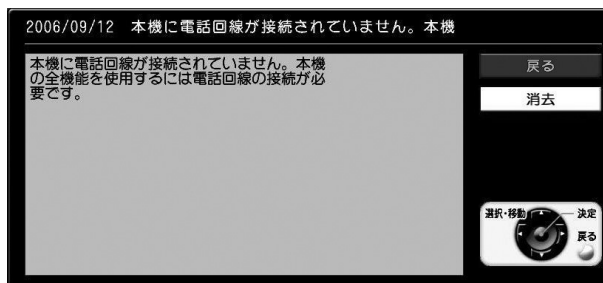 2006/09/12 本機に電話回線が接続されていません。本機
本機に電話回線が接続されていません。本機
の全機能を使用するには電話回線の接続が必
要です。
戻る
消去
選択・移動
決定
戻る